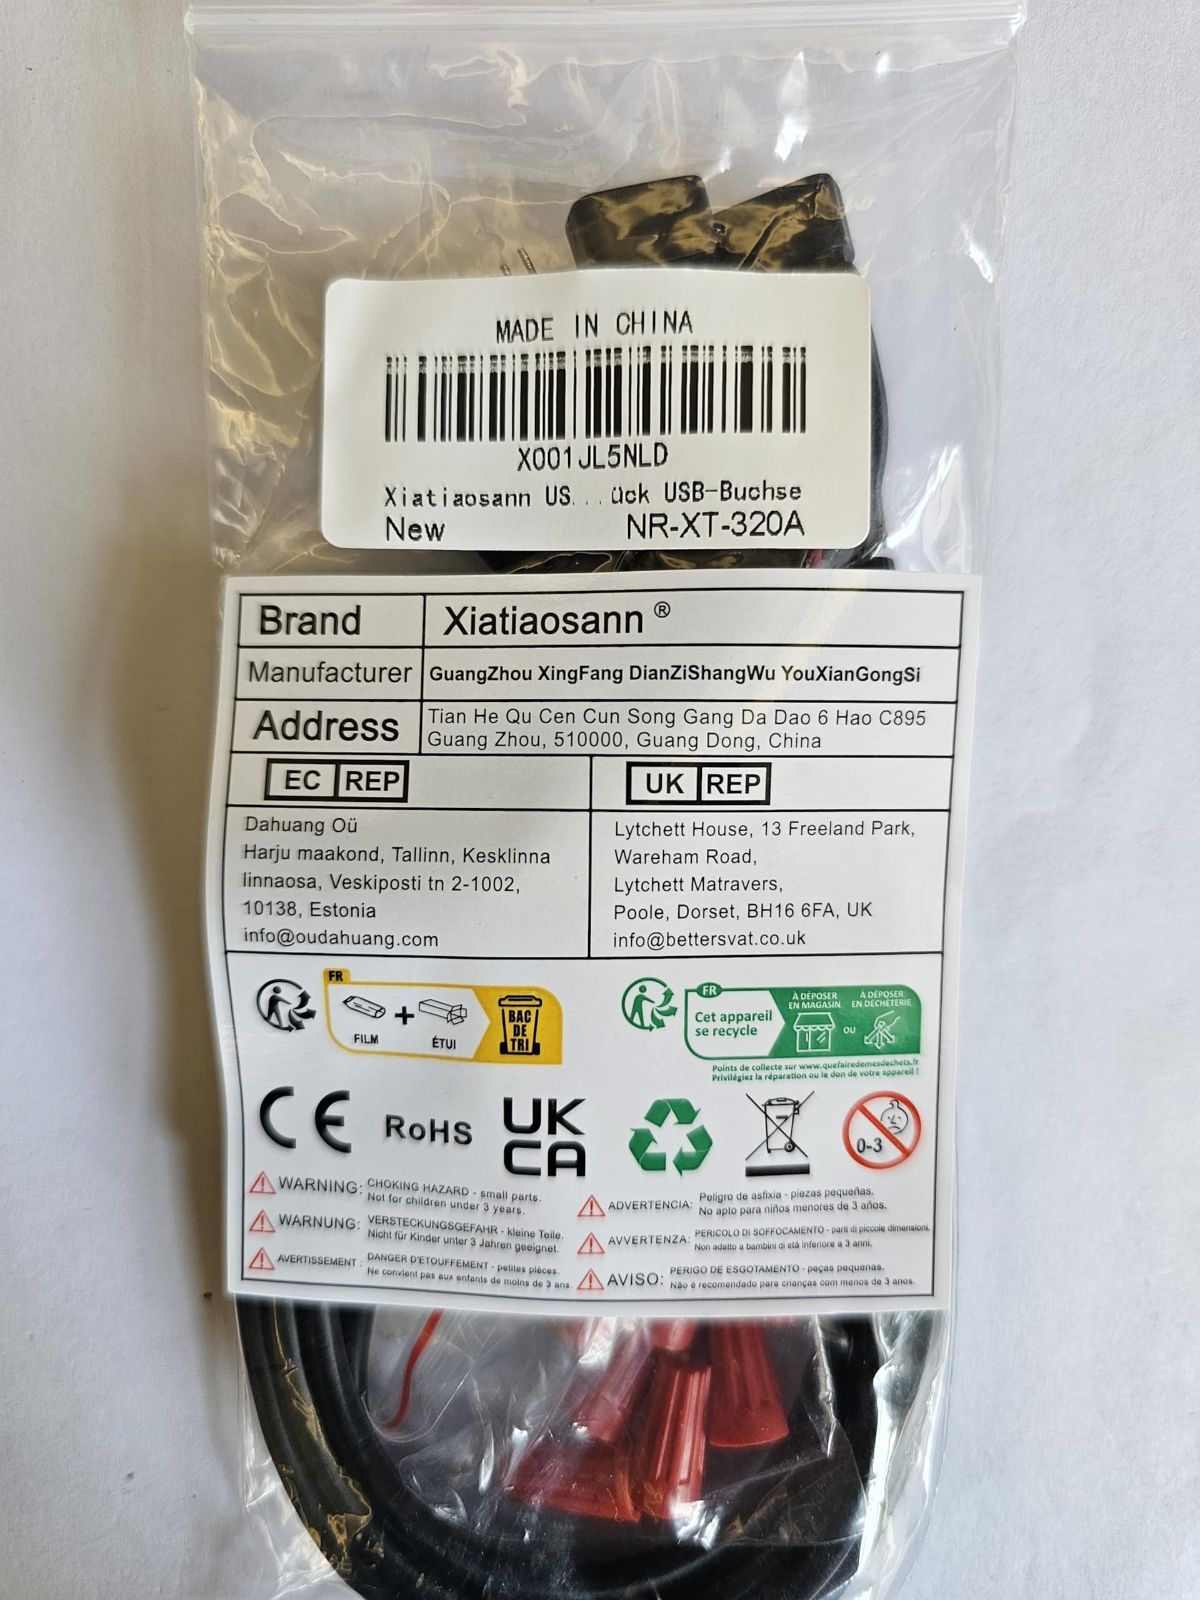 MADE IN CHINA
X001JL5NLD
Xiatiaosann US...ück USB-Buchse
New NR-XT-320A
Brand Xiatiaosann ®
Manufacturer GuangZhou XingFang DianZiShangWu YouXianGongSi
Address Tian He Qu Cen Cun Song Gang Da Dao 6 Hao C895
Guang Zhou, 510000, Guang Dong, China
EC REP
Dahuang Oü
Harju maakond, Tallinn, Kesklinna
linnaosa, Veskiposti tn 2-1002,
10138, Estonia
info@oudahuang.com
UK REP
Lytchett House, 13 Freeland Park,
Wareham Road,
Lytchett Matravers,
Poole, Dorset, BH16 6FA, UK
info@bettersvat.co.uk
FR
FILM
+
ÉTUI
BAC
DE
TRI
FR
Cet appareil
se recycle
À DÉPOSER
EN MAGASIN
OU
À DÉPOSER
EN DÉCHÈTERIE
Points de collecte sur www.quefairedemesdechets.fr
Privilégiez la réparation ou le don de votre appareil !
CE
RoHS
UK
CA
0-3
WARNING: CHOKING HAZARD - small parts.
Not for children under 3 years.
WARNUNG: VERSTECKUNGSGEFAHR - kleine Teile.
Nicht für Kinder unter 3 Jahren geeignet.
AVERTISSEMENT : DANGER D'ETOUFFEMENT - petites pièces.
Ne convient pas aux enfants de moins de 3 ans.
ADVERTENCIA: Peligro de asfixia - piezas pequeñas.
No apto para niños menores de 3 años.
AVVERTENZA: PERICOLO DI SOFFOCAMENTO - parti di piccole dimensioni.
Non adatto a bambini di età inferiore a 3 anni.
AVISO: PERIGO DE ESGOTAMENTO - peças pequenas.
Não é recomendado para crianças com menos de 3 anos.